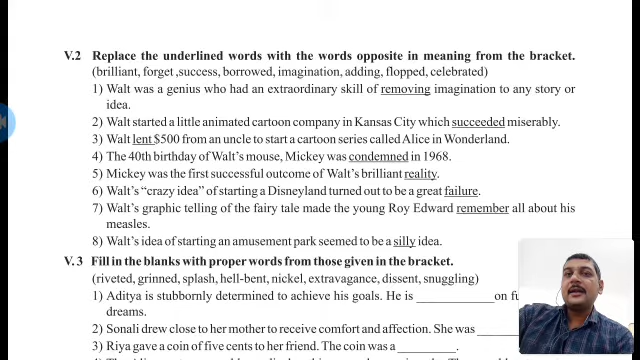 V.2 Replace the underlined words with the words opposite in meaning from the bracket.
(brilliant, forget ,success, borrowed, imagination, adding, flopped, celebrated)
1) Walt was a genius who had an extraordinary skill of removing imagination to any story or
idea.
2) Walt started a little animated cartoon company in Kansas City which succeeded miserably.
3) Walt lent $500 from an uncle to start a cartoon series called Alice in Wonderland.
4) The 40th birthday of Walt's mouse, Mickey was condemned in 1968.
5) Mickey was the first successful outcome of Walt's brilliant reality.
6) Walt's “crazy idea” of starting a Disneyland turned out to be a great failure.
7) Walt's graphic telling of the fairy tale made the young Roy Edward remember all about his
measles.
8) Walt's idea of starting an amusement park seemed to be a silly idea.
V. 3 Fill in the blanks with proper words from those given in the bracket.
(riveted, grinned, splash, hell-bent, nickel, extravagance, dissent, snuggling)
1) Aditya is stubbornly determined to achieve his goals. He is ____________ on
dreams.
2) Sonali drew close to her mother to receive comfort and affection. She was ______
3) Riya gave a coin of five cents to her friend. The coin was a _________.